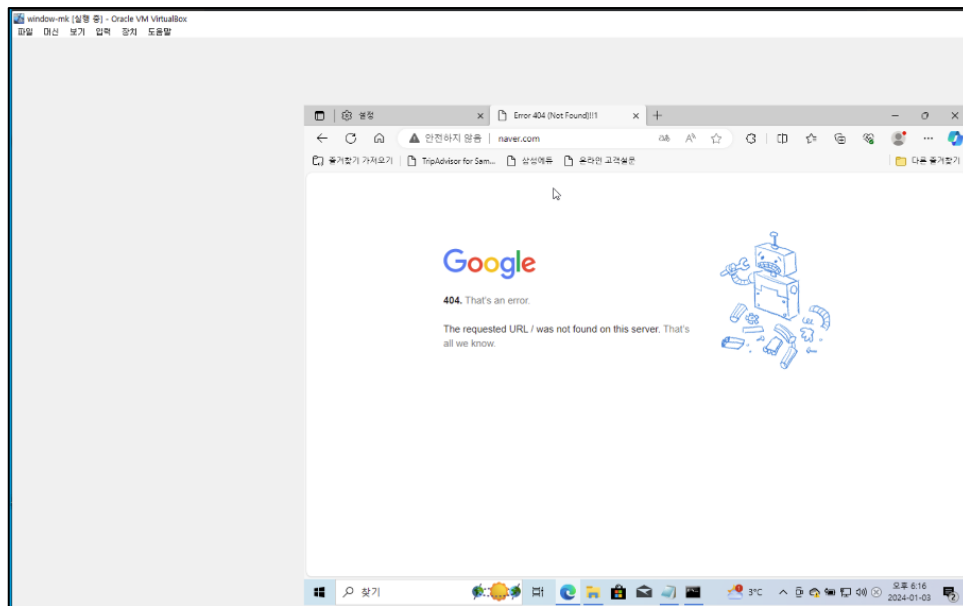 window-mk [실행 중] - Oracle VM VirtualBox
파일 머신 보기 입력 장치 도움말
설정
Error 404 (Not Found)!!1
안전하지 않음 | naver.com
즐겨찾기 가져오기
TripAdvisor for Sam...
삼성에듀
온라인 고객설문
다른 즐겨찾기
Google
404. That's an error.
The requested URL / was not found on this server. That's
all we know.
찾기
3°C
오후 6:16
2024-01-03
2